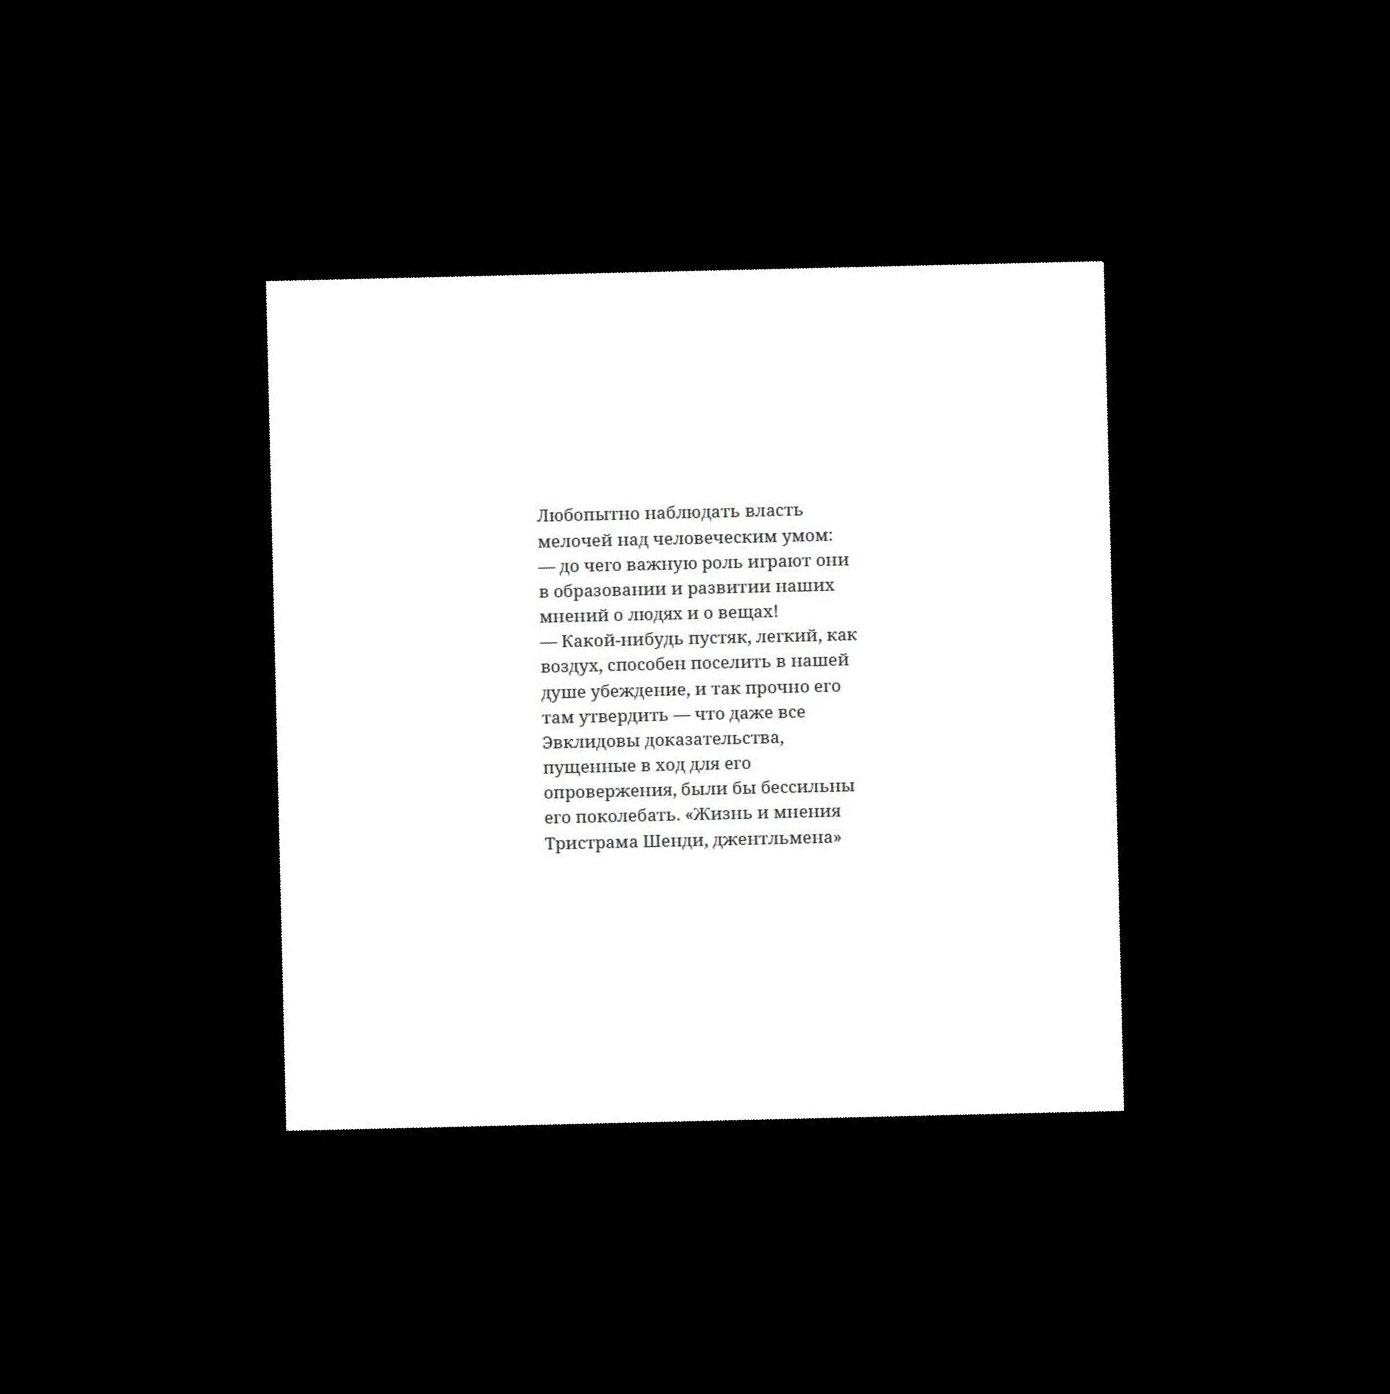 Любопытно наблюдать власть
мелочей над человеческим умом:
— до чего важную роль играют они
в образовании и развитии наших
мнений о людях и о вещах!
— Какой-нибудь пустяк, легкий, как
воздух, способен поселить в нашей
душе убеждение, и так прочно его
там утвердить — что даже все
Эвклидовы доказательства,
пущенные в ход для его
опровержения, были бы бессильны
его поколебать. «Жизнь и мнения
Тристрама Шенди, джентльмена»